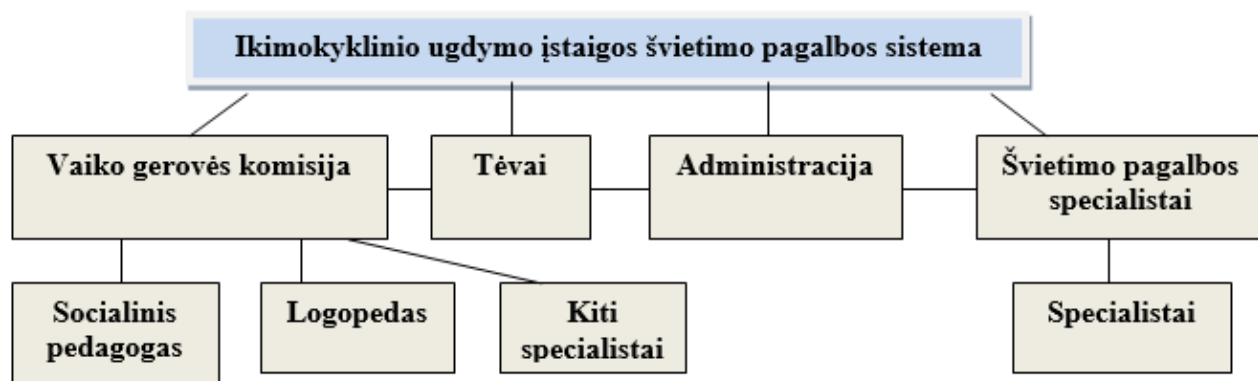 Ikimokyklinio ugdymo įstaigos švietimo pagalbos sistema
Vaiko gerovės komisija
Tėvai
Administracija
Švietimo pagalbos
specialistai
Socialinis
pedagogas
Logopedas
Kiti
specialistai
Specialistai